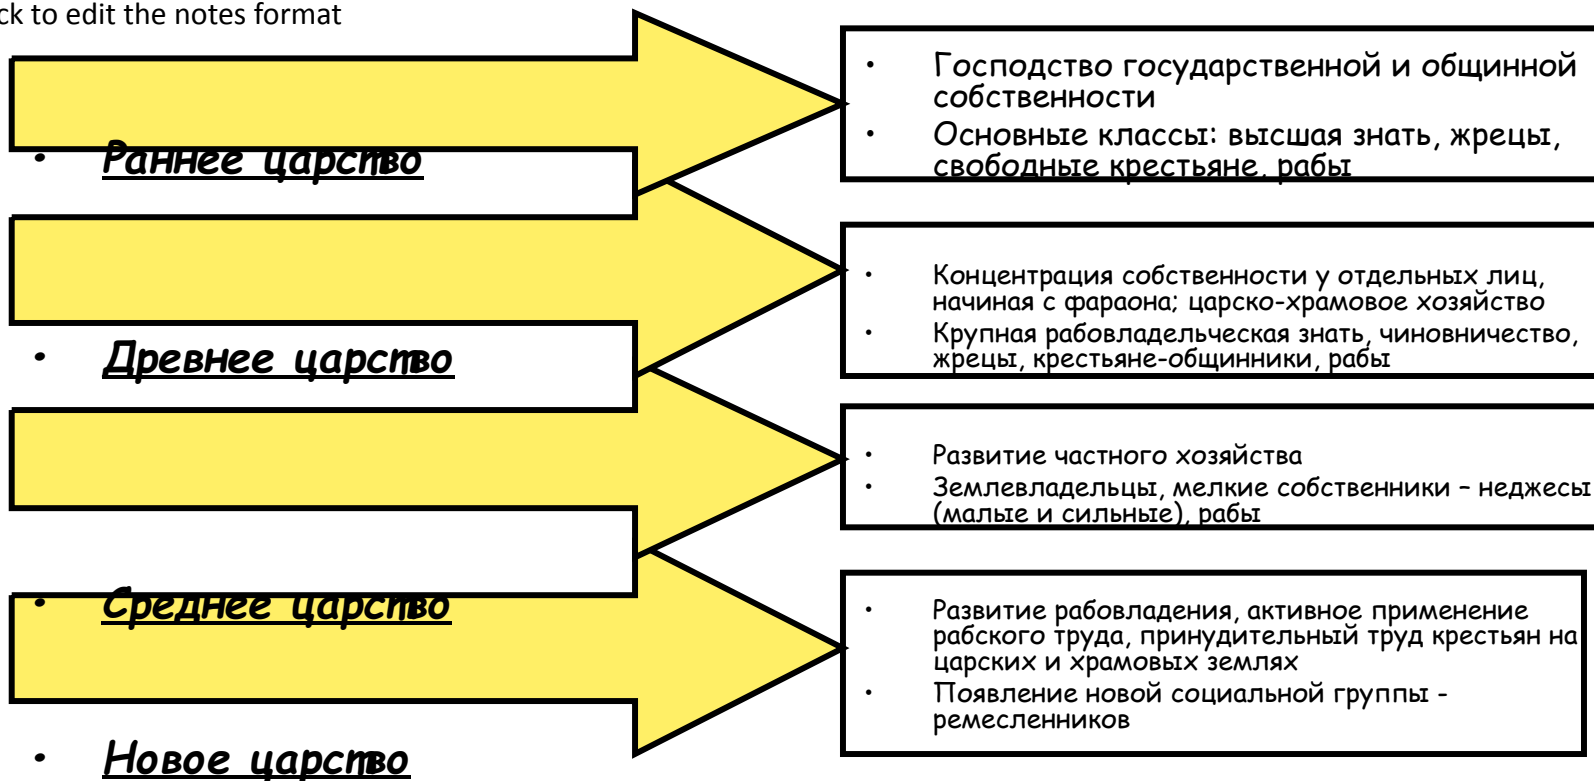 ck to edit the notes format
• Господство государственной и общинной
собственности
• Основные классы: высшая знать, жрецы,
свободные крестьяне, рабы
• Раннее царство
• Концентрация собственности у отдельных лиц,
начиная с фараона; царско-храмовое хозяйство
• Крупная рабовладельческая знать, чиновничество,
жрецы, крестьяне-общинники, рабы
• Древнее царство
• Развитие частного хозяйства
• Землевладельцы, мелкие собственники – неджесы
(малые и сильные), рабы
• Среднее царство
• Развитие рабовладения, активное применение
рабского труда, принудительный труд крестьян на
царских и храмовых землях
• Появление новой социальной группы -
ремесленников
• Новое царство